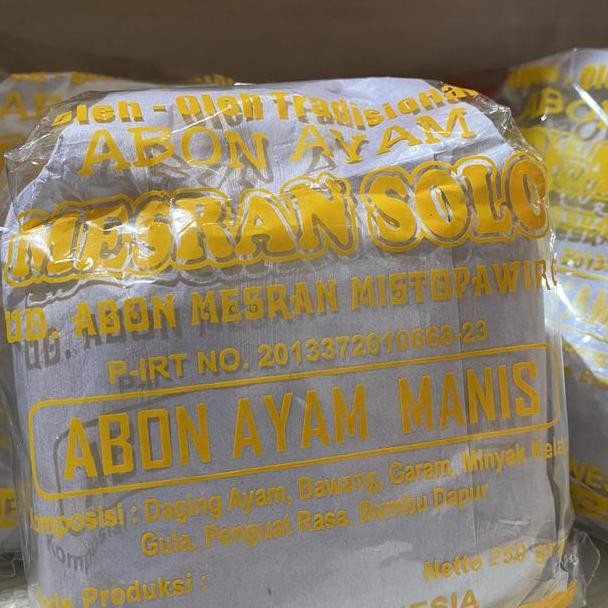 oleh - oleh Tradisional
ABON AYAM
MESRAN SOLO
UD. ABON MESRAN MISTOPAWIRO
P-IRT NO. 2013372010668-23
ABON AYAM MANIS
Komposisi : Daging Ayam, Bawang, Garam, Minyak Kela
Gula, Penguat Rasa, Bumbu Dapur
Netto 250 gr
Produksi :